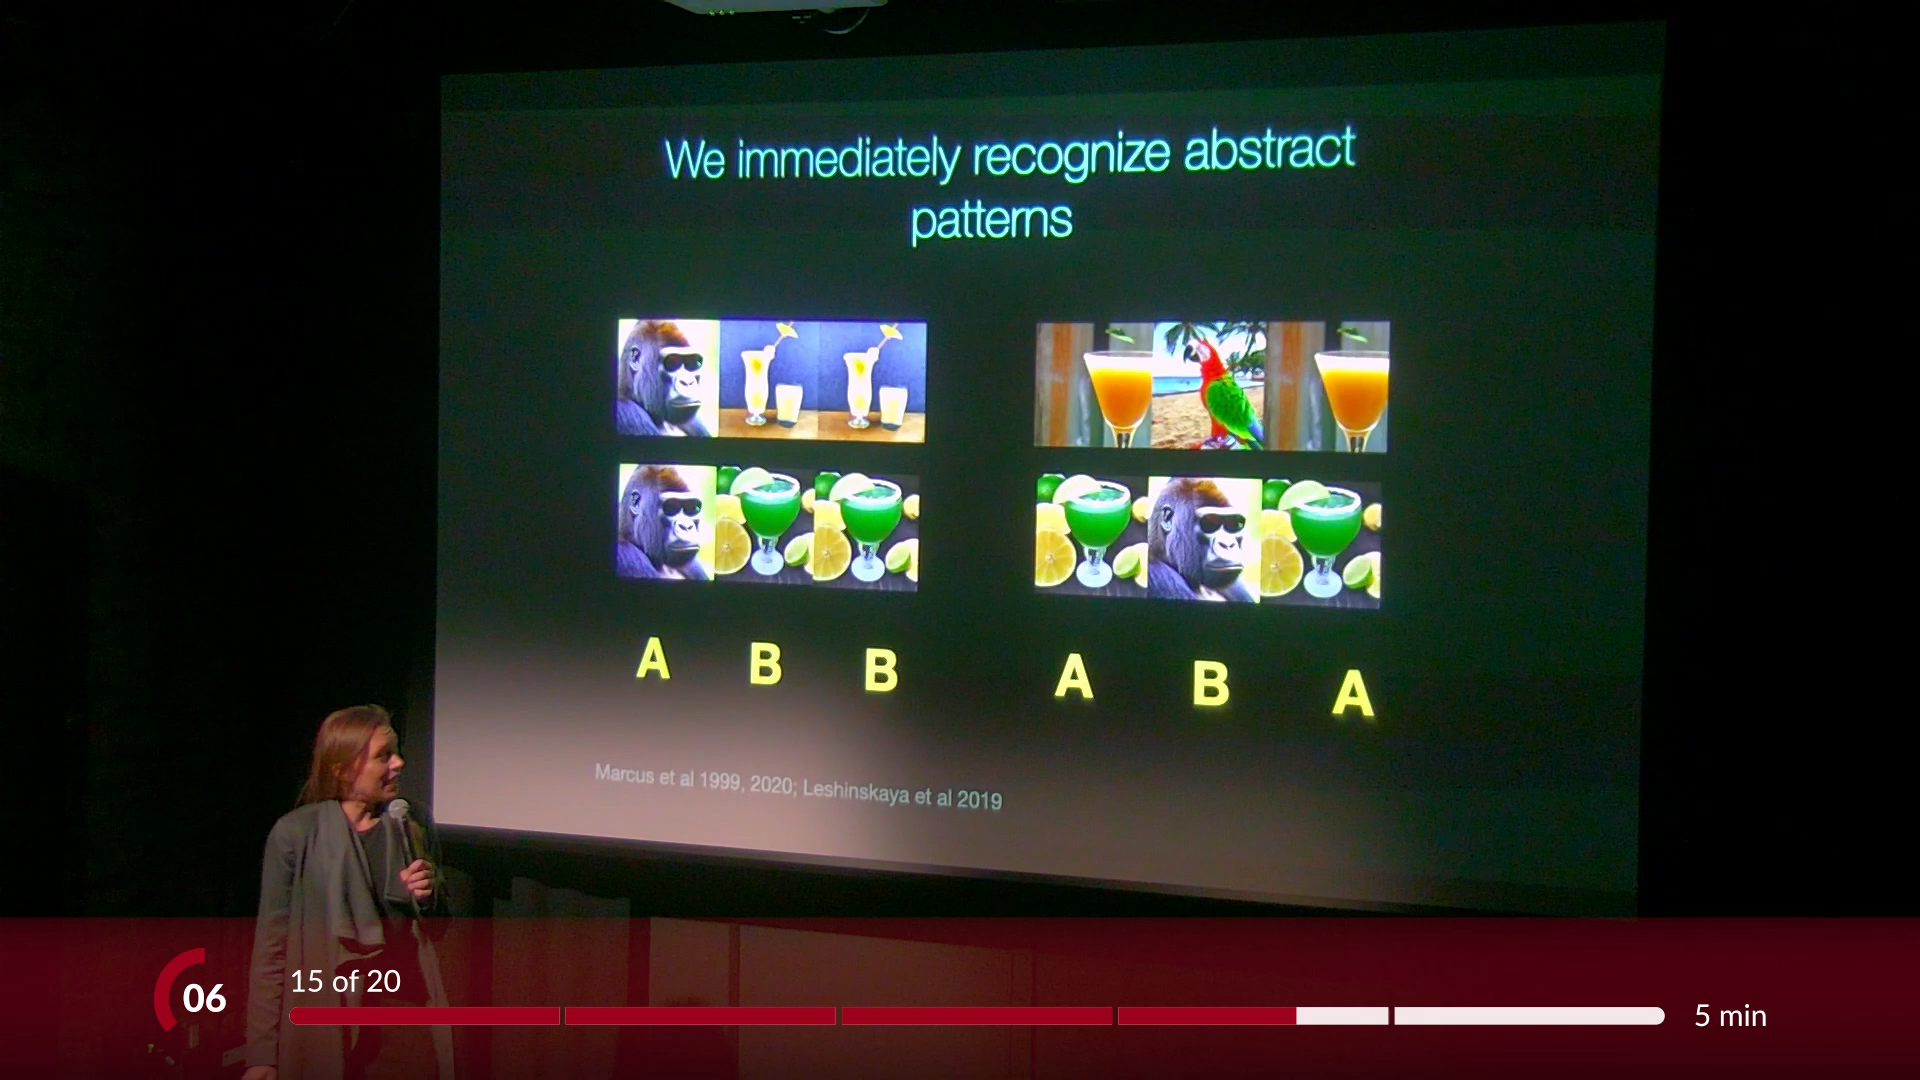 We immediately recognize abstract
patterns
A B B A B A
Marcus et al 1999, 2020; Leshinskaya et al 2019
06
15 of 20
5 min